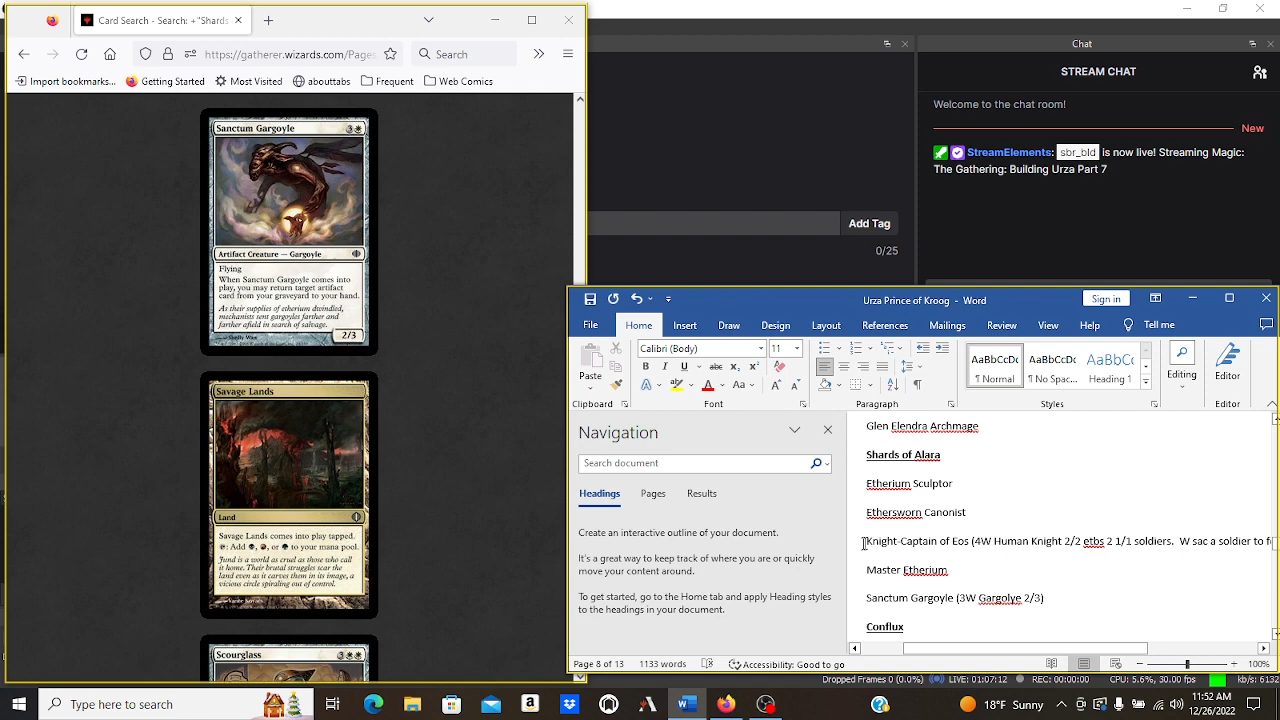 Card Search - Search: +"Shards
https://gatherer.wizards.com/Pages
Search
Import bookmarks...
Getting Started
Most Visited
abouttabs
Frequent
Web Comics
Sanctum Gargoyle 3
Artifact Creature — Gargoyle
Flying
When Sanctum Gargoyle comes into
play, you may return target artifact
card from your graveyard to your hand.
As their supplies of etherium dwindled,
mechanists sent gargoyles farther and
farther afield in search of salvage.
2/3
Savage Lands
Land
Savage Lands comes into play tapped.
: Add , , or to your mana pool.
Jund is a world as cruel as those who call
it home. Their brutal struggles scar the
land even as it carves them in its image, a
vicious circle spiraling out of control.
Scourglass 3
Chat
STREAM CHAT
Welcome to the chat room!
New
StreamElements: sbr_bld is now live! Streaming Magic:
The Gathering: Building Urza Part 7
Add Tag
0/25
Urza Prince of Kroog - Word
Sign in
File Home Insert Draw Design Layout References Mailings Review View Help Tell me
Calibri (Body) 11
Paste
AaBbCcDc
¶ Normal
AaBbCcDc
¶ No Spac...
AaBbCc
Heading 1
Editing
Editor
Clipboard Font Paragraph Styles Editor
Navigation
Search document
Headings Pages Results
Create an interactive outline of your document.
It's a great way to keep track of where you are or quickly
move your content around.
To get started, go to the Home tab and apply Heading styles
to the headings in your document.
Glen Elendra Archmage
Shards of Alara
Etherium Sculptor
Ethersworn Canonist
Knight-Captain of Eos (4W Human Knight 2/2 etbs 2 1/1 soldiers. W sac a soldier to fo
Master Etherium
Sanctum Gargoyle (3W Gargolye 2/3)
Conflux
Page 8 of 13 1133 words Accessibility: Good to go 100%
Dropped Frames 0 (0.0%) LIVE: 01:07:12 REC: 00:00:00 CPU: 5.6%, 30.00 fps kb/s: 6132
Type here to search
18°F Sunny
11:52 AM
12/26/2022